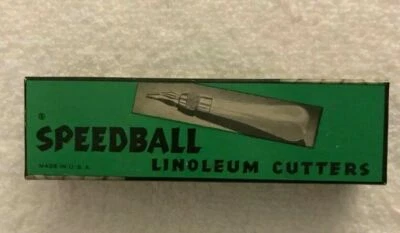 ®
SPEEDBALL
MADE IN U.S.A.
LINOLEUM CUTTERS